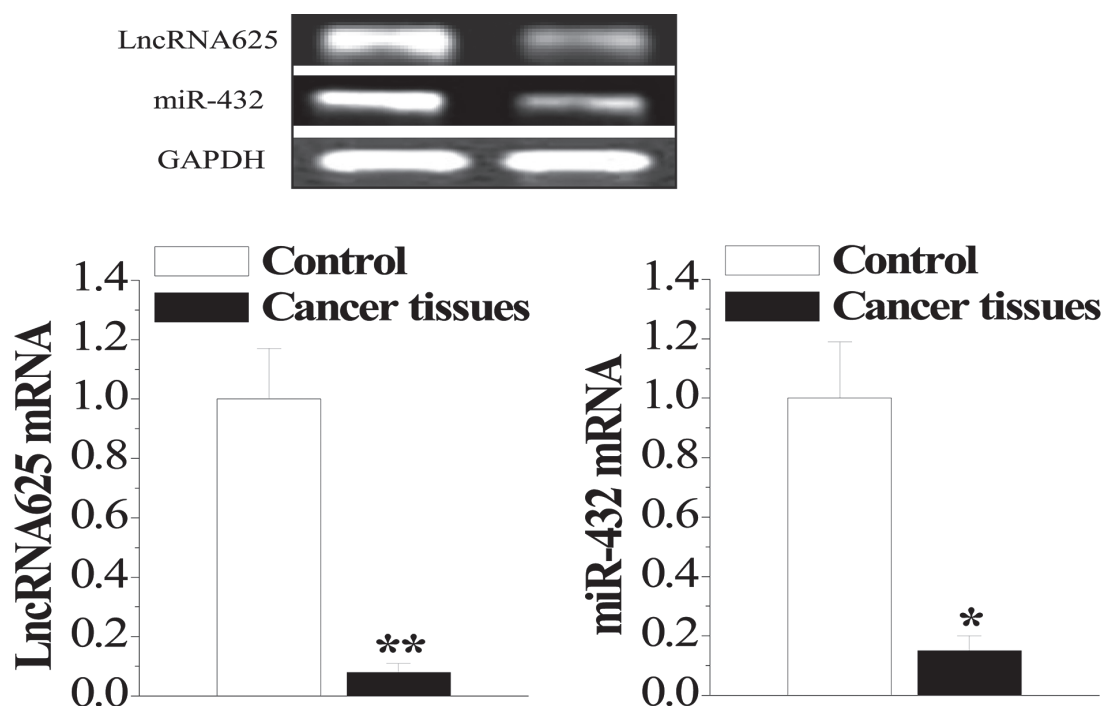 LncRNA625
miR-432
GAPDH
Control
Cancer tissues
LncRNA625 mRNA
1.4
1.2
1.0
0.8
0.6
0.4
0.2
0.0
**
Control
Cancer tissues
miR-432 mRNA
1.4
1.2
1.0
0.8
0.6
0.4
0.2
0.0
*